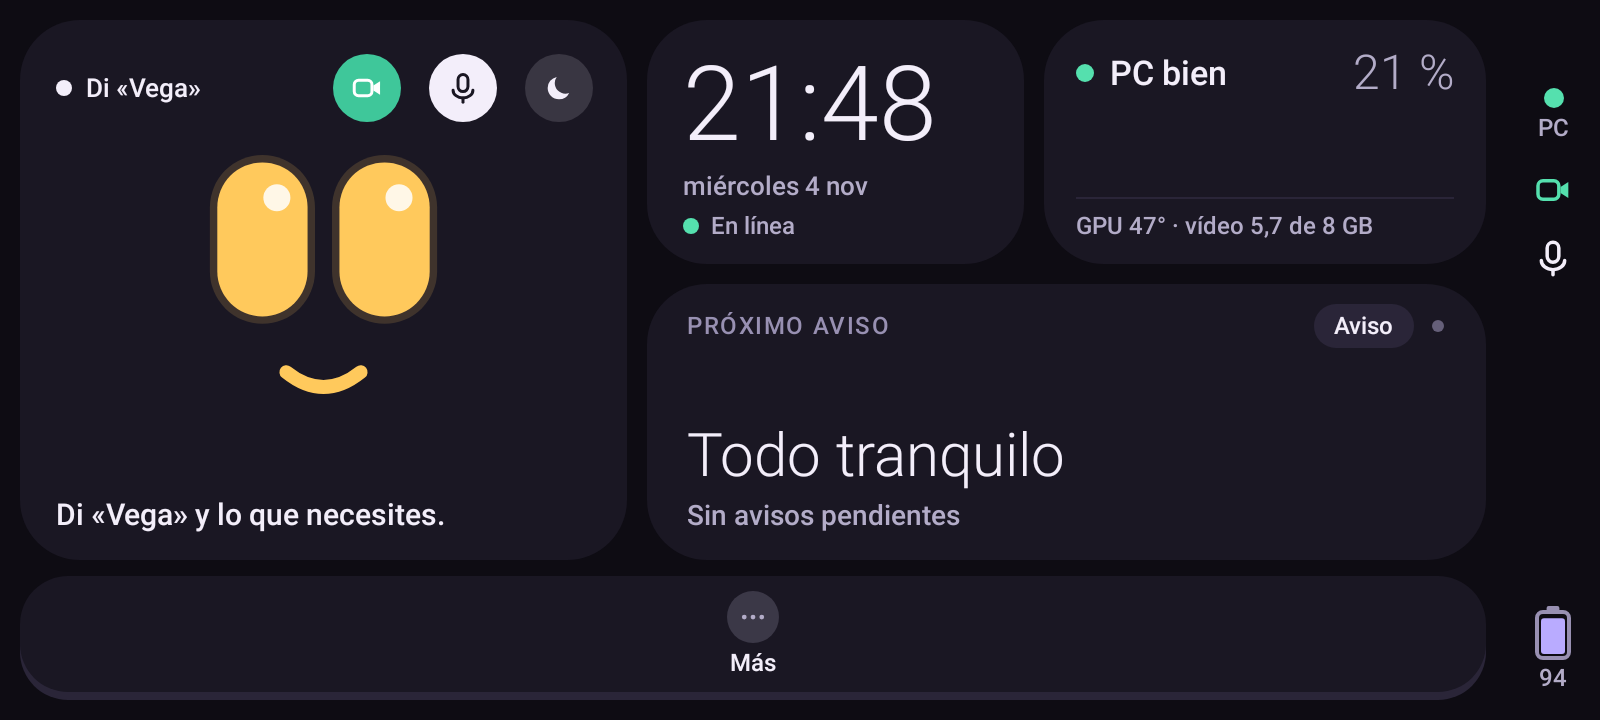 Di «Vega»
21:48
miércoles 4 nov
En línea
PC bien
21 %
GPU 47° · vídeo 5,7 de 8 GB
PC
PRÓXIMO AVISO
Aviso
Todo tranquilo
Sin avisos pendientes
Di «Vega» y lo que necesites.
Más
94